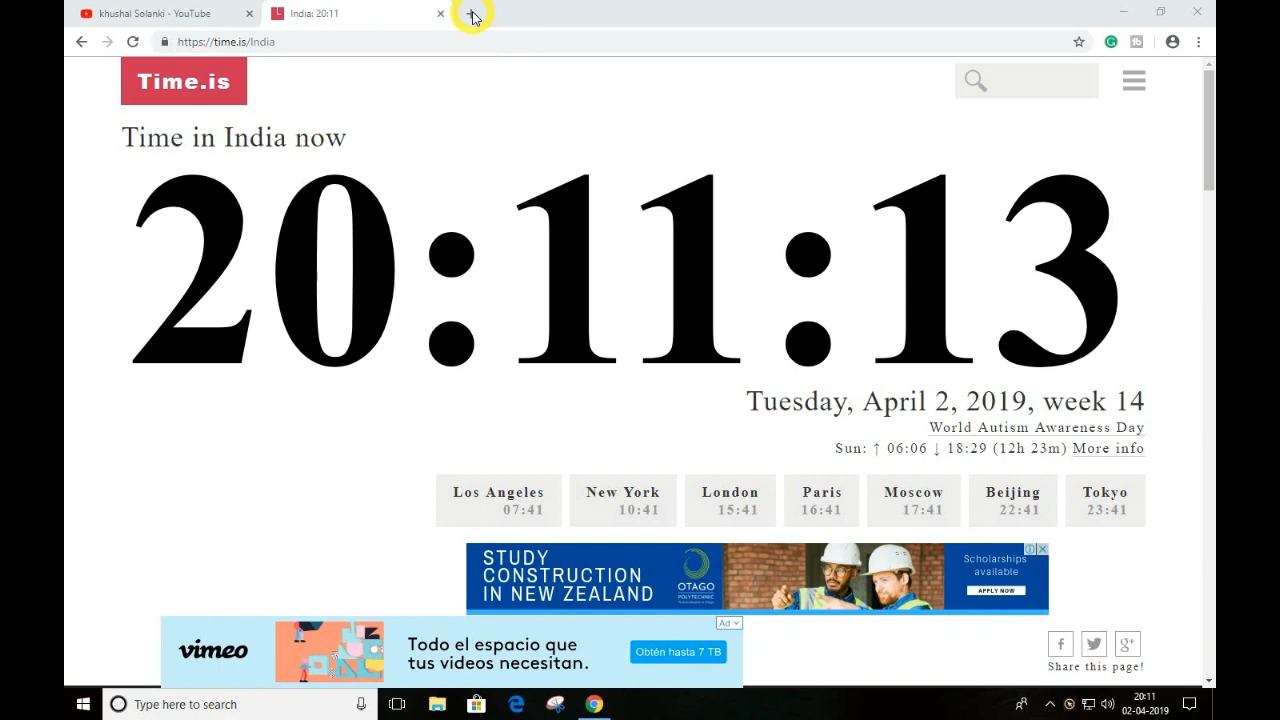 khushal Solanki - YouTube
India: 20:11
https://time.is/India
Time.is
Time in India now
20:11:13
Tuesday, April 2, 2019, week 14
World Autism Awareness Day
Sun: ↑ 06:06 ↓ 18:29 (12h 23m) More info
Los Angeles New York London Paris Moscow Beijing Tokyo
07:41 10:41 15:41 16:41 17:41 22:41 23:41
STUDY
CONSTRUCTION
IN NEW ZEALAND
OTAGO
POLYTECHNIC
Scholarships
available
APPLY NOW
Ad
vimeo
Todo el espacio que
tus videos necesitan.
Obtén hasta 7 TB
Share this page!
Type here to search
20:11
02-04-2019